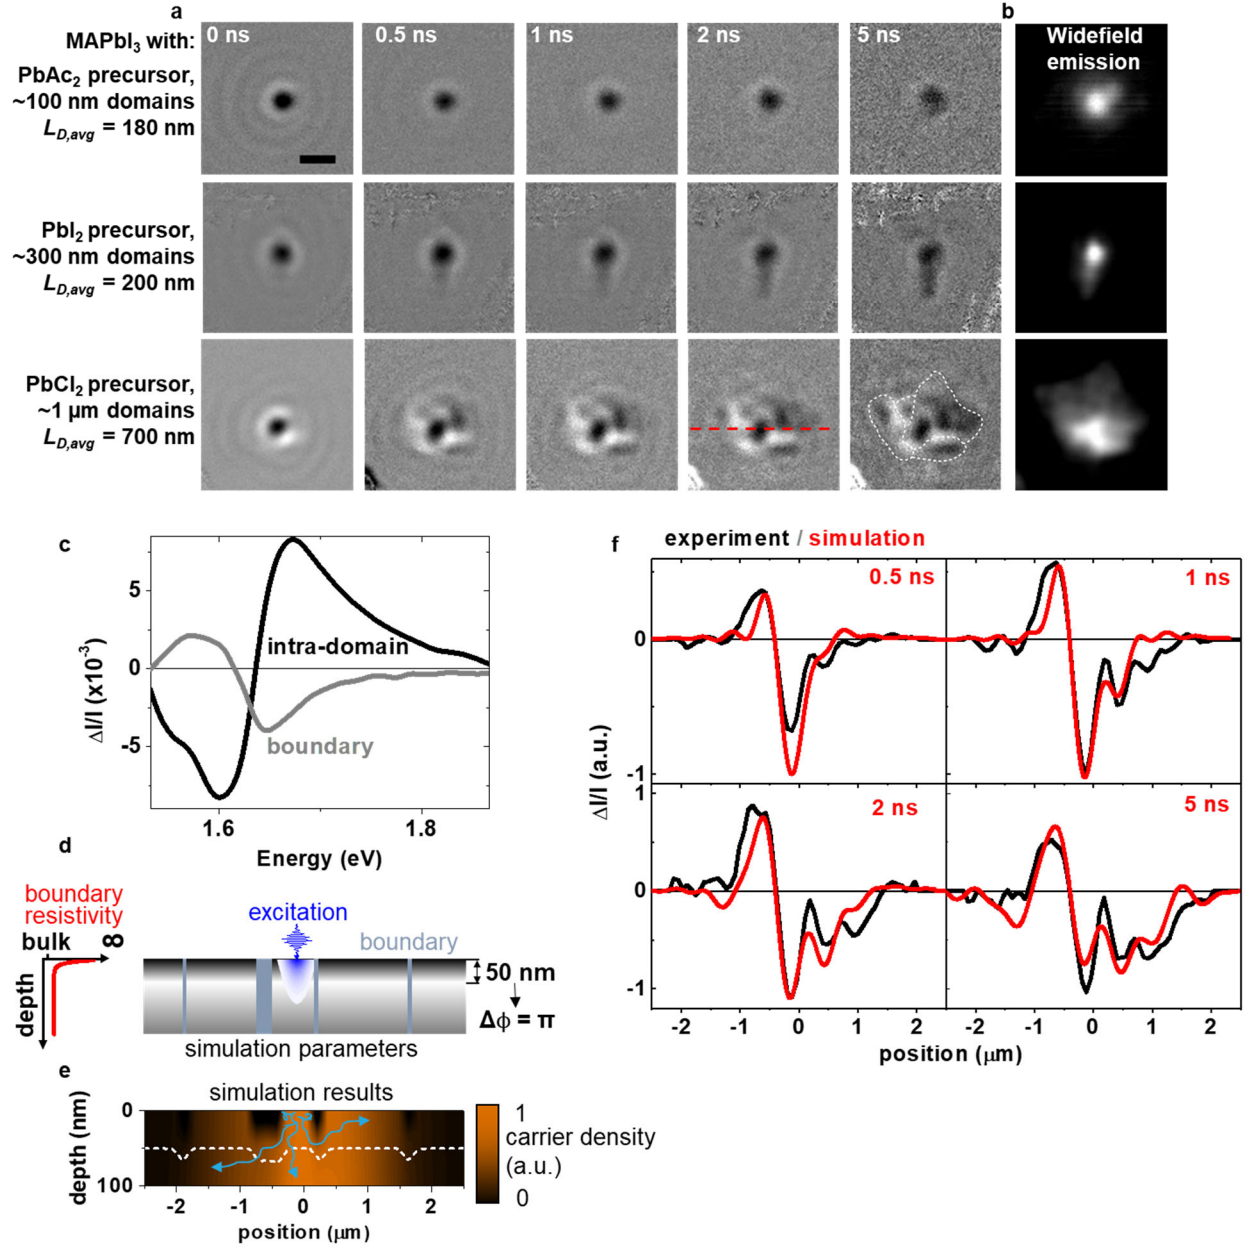 a
b
MAPbI3 with:
0 ns
0.5 ns
1 ns
2 ns
5 ns
Widefield
emission
PbAc2 precursor,
~100 nm domains
LD,avg = 180 nm
PbI2 precursor,
~300 nm domains
LD,avg = 200 nm
PbCl2 precursor,
~1 µm domains
LD,avg = 700 nm
c
ΔI/I (x10-3)
5
0
-5
intra-domain
boundary
1.6
1.8
Energy (eV)
d
boundary
resistivity
bulk
∞
depth
excitation
boundary
50 nm
Δϕ = π
simulation parameters
e
simulation results
depth (nm)
0
100
-2
-1
0
1
2
position (µm)
1
carrier density
(a.u.)
0
f
experiment / simulation
0.5 ns
1 ns
2 ns
5 ns
ΔI/I (a.u.)
0
-1
1
0
-1
-2
-1
0
1
2
-2
-1
0
1
2
position (µm)